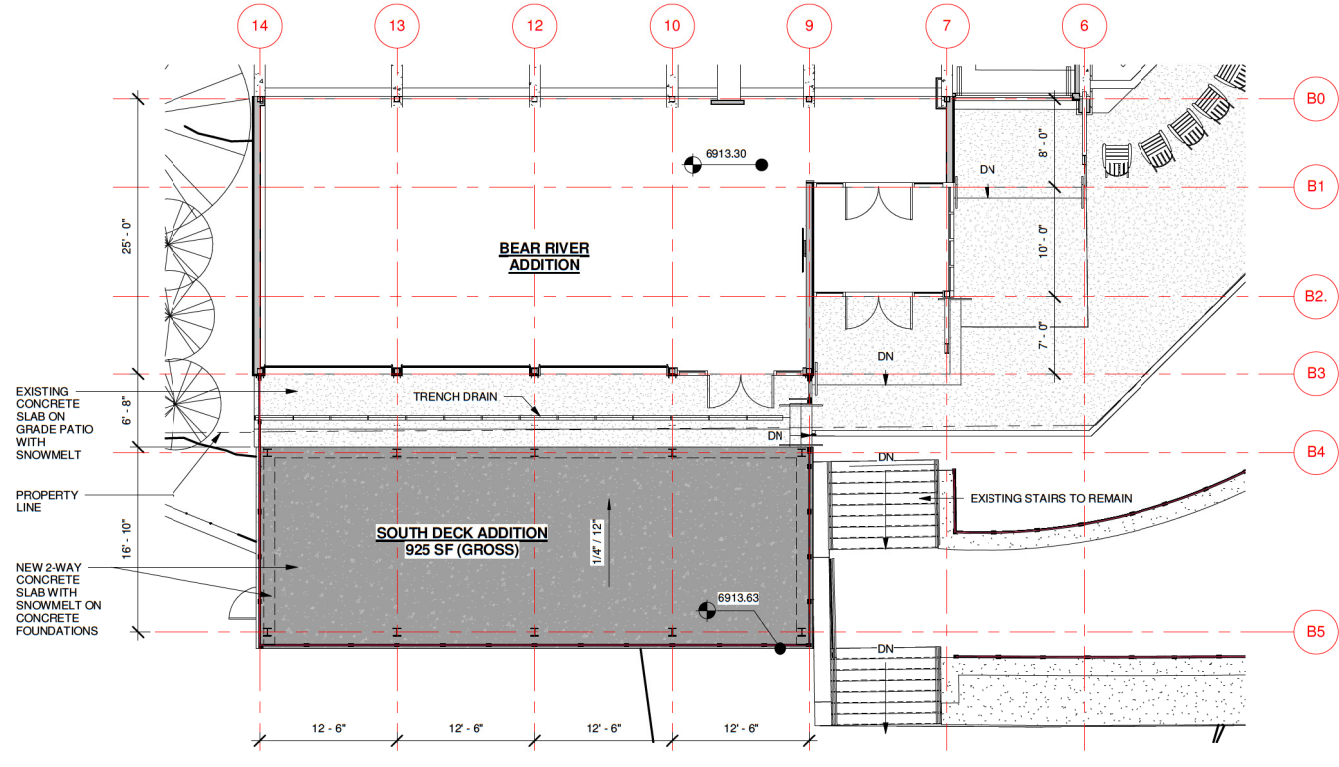 14
13
12
10
9
7
6
B0
B1
B2.
B3
B4
B5
6913.30
DN
8' - 0"
25' - 0"
BEAR RIVER
ADDITION
10' - 0"
7' - 0"
DN
EXISTING
CONCRETE
SLAB ON
GRADE PATIO
WITH
SNOWMELT
6' - 8"
TRENCH DRAIN
DN
DN
PROPERTY
LINE
EXISTING STAIRS TO REMAIN
SOUTH DECK ADDITION
925 SF (GROSS)
1/4" / 12"
16' - 10"
NEW 2-WAY
CONCRETE
SLAB WITH
SNOWMELT ON
CONCRETE
FOUNDATIONS
6913.63
DN
12' - 6"
12' - 6"
12' - 6"
12' - 6"